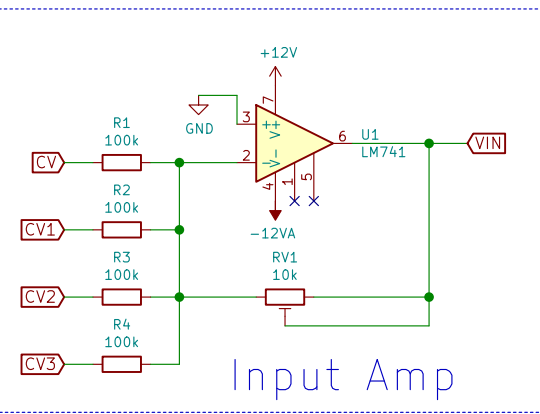 +12V
R1
100k
CV
GND
3
7
+
V+
6
U1
LM741
VIN
2
-
V-
4
1
5
-12VA
R2
100k
CV1
R3
100k
CV2
RV1
10k
R4
100k
CV3
Input Amp